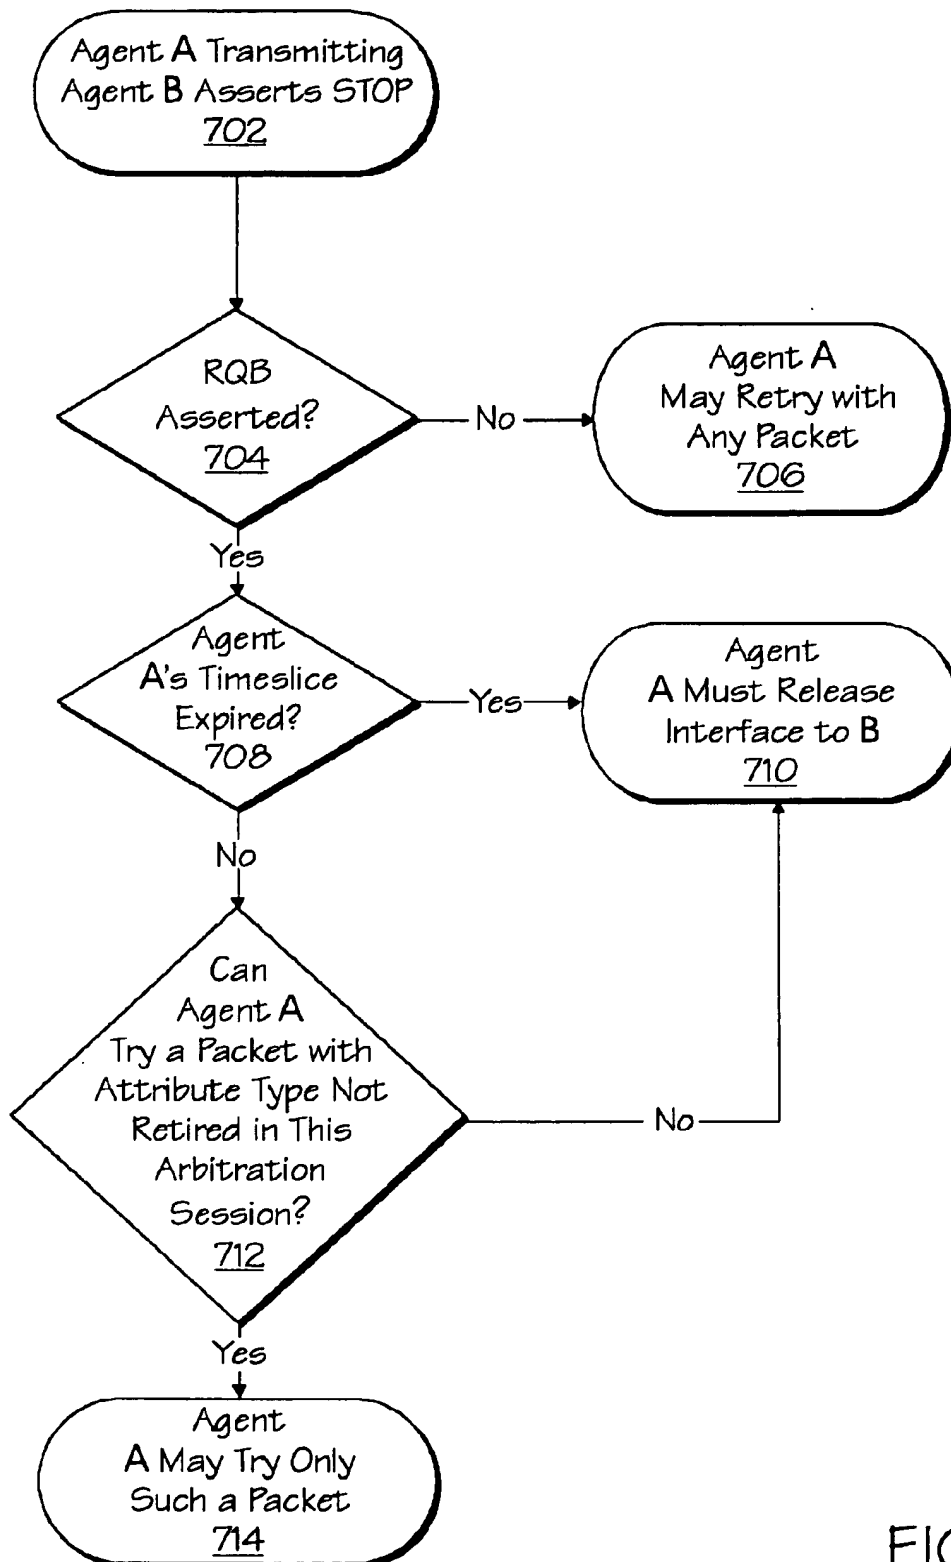 Agent A Transmitting
Agent B Asserts STOP
702
RQB
Asserted?
704
No
Agent A
May Retry with
Any Packet
706
Yes
Agent
A's Timeslice
Expired?
708
Yes
Agent
A Must Release
Interface to B
710
No
Can
Agent A
Try a Packet with
Attribute Type Not
Retired in This
Arbitration
Session?
712
No
Yes
Agent
A May Try Only
Such a Packet
714
FIG